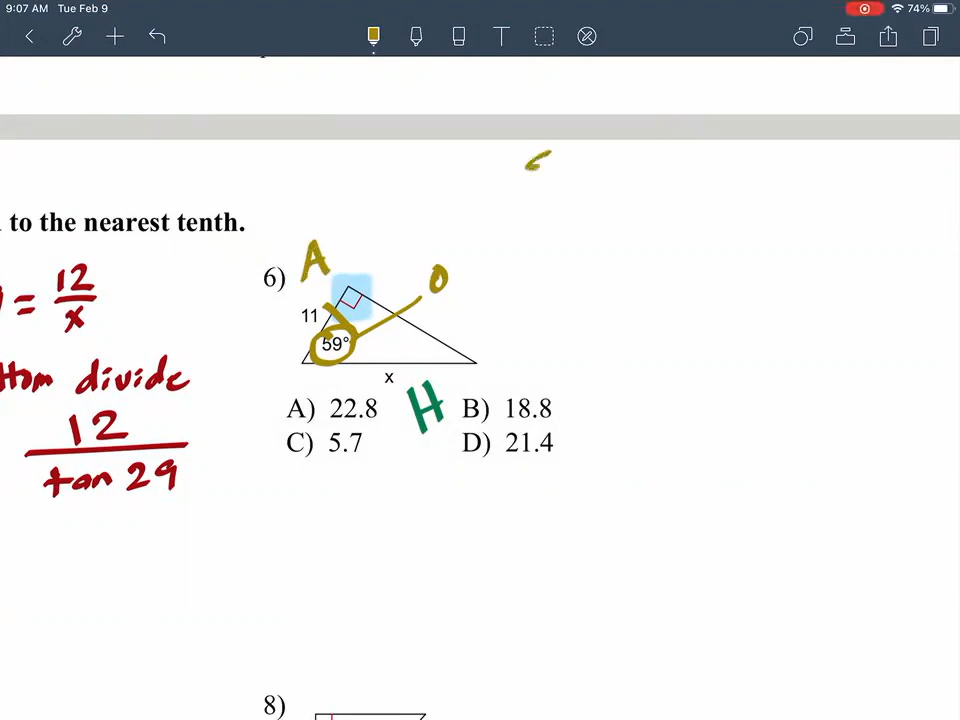 9:07 AM Tue Feb 9
74%
T
to the nearest tenth.
6)
A
O
= 12/x
11
59°
x
divide
H
A) 22.8 B) 18.8
C) 5.7 D) 21.4
12
tan 29
8)